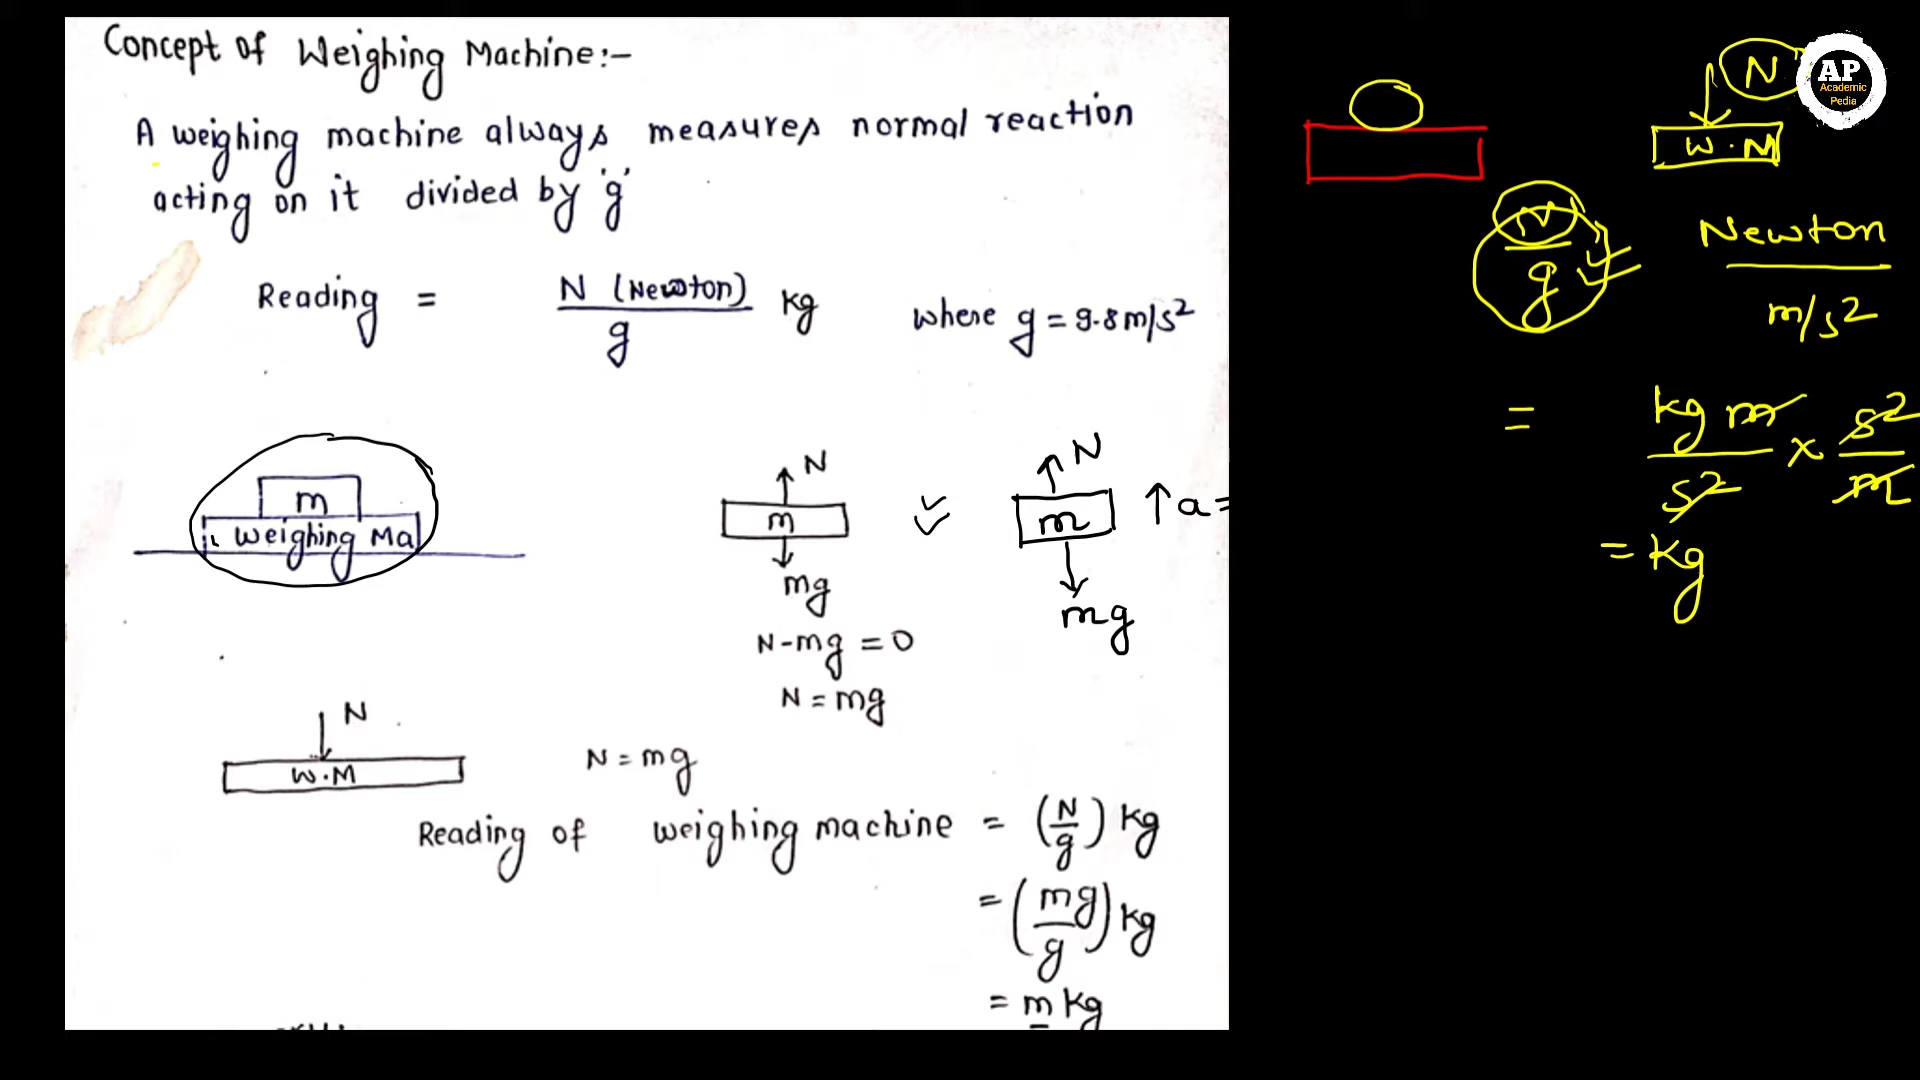 Concept of Weighing Machine:-
A weighing machine always measures normal reaction
acting on it divided by 'g'
Reading = N (Newton) / g kg where g = 9.8 m/s²
m
weighing Ma
N
m
mg
N - mg = 0
N = mg
N
m
↑ a =
mg
N
W.M
N = mg
Reading of weighing machine = (N/g) kg
= (mg/g) kg
= m kg
N
W.M
N/g
Newton / m/s²
= kg m / s² × s² / m
= kg
AP
Academic
Pedia